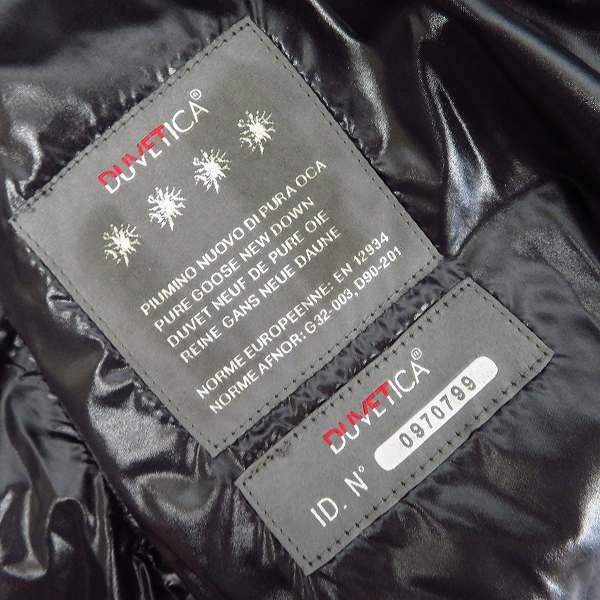 DUVETICA®
PIUMINO NUOVO DI PURA OCA
PURE GOOSE NEW DOWN
DUVET NEUF DE PURE OIE
REINE GANS NEUE DAUNE
NORME EUROPEENNE: EN 12934
NORME AFNOR: G32-003, D90-201
DUVETICA®
ID. N° 0970799